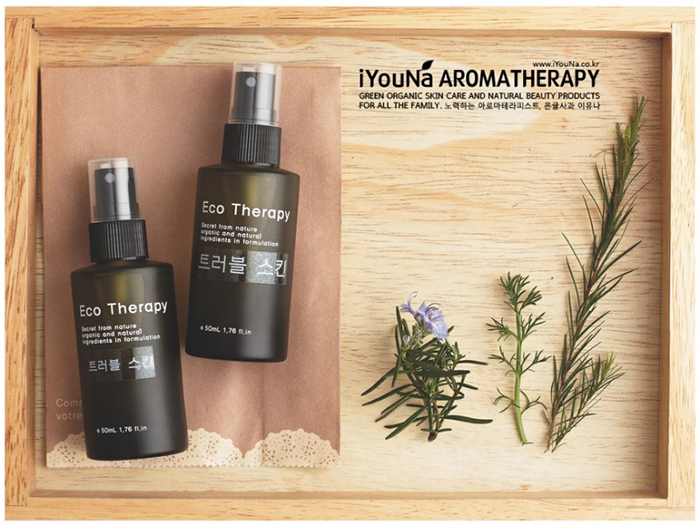 www.iYouNa.co.kr
iYouNa AROMATHERAPY
GREEN ORGANIC SKIN CARE AND NATURAL BEAUTY PRODUCTS
FOR ALL THE FAMILY. 노력하는 아로마테라피스트, 은귤사과 이유나
Eco Therapy
Secret from nature
organic and natural
ingredients in formulation
트러블 스킨
e 50mL 1,76 fl,in
Eco Therapy
Secret from nature
organic and natural
ingredients in formulation
트러블 스킨
e 50mL 1,76 fl,in
votre